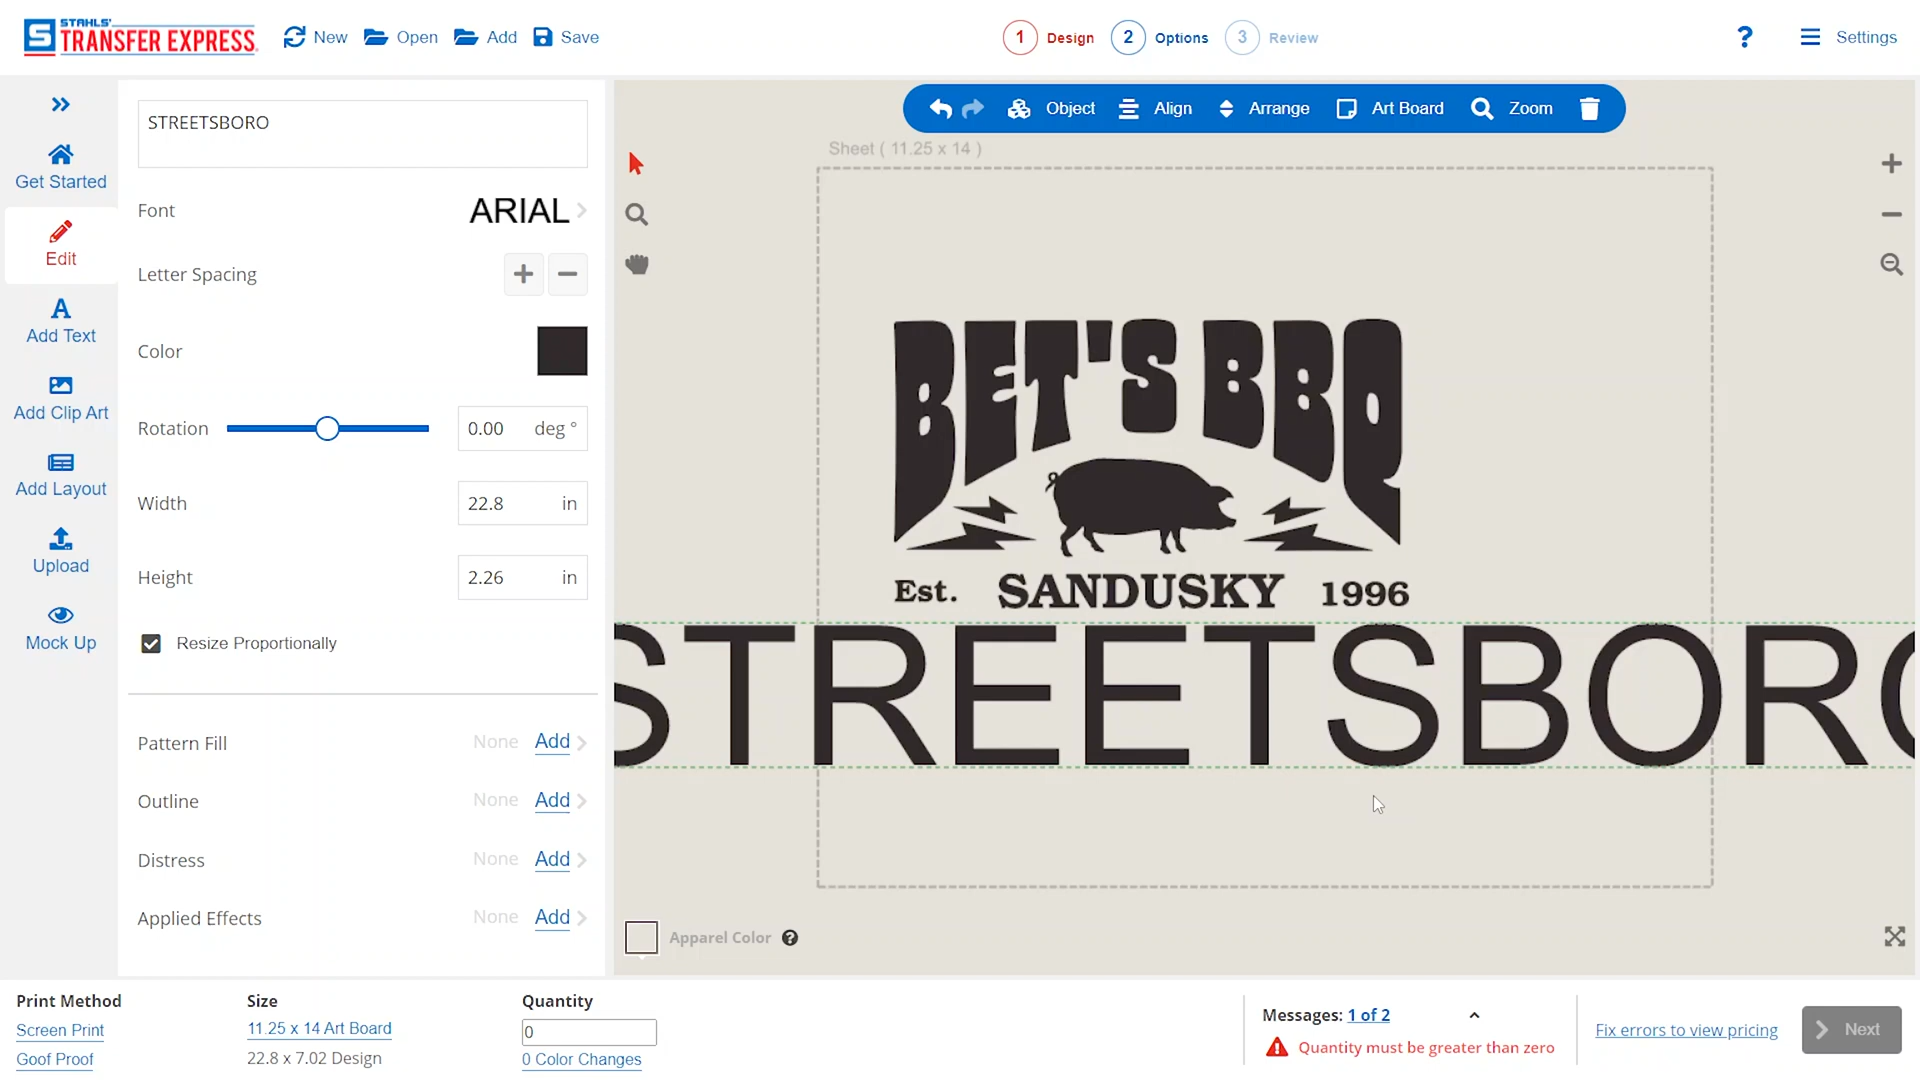 STAHLS'
TRANSFER EXPRESS
New
Open
Add
Save
1 Design
2 Options
3 Review
?
Settings
Get Started
Edit
Add Text
Add Clip Art
Add Layout
Upload
Mock Up
STREETSBORO
Font
ARIAL
Letter Spacing
Color
Rotation
0.00 deg °
Width
22.8 in
Height
2.26 in
Resize Proportionally
Pattern Fill None Add
Outline None Add
Distress None Add
Applied Effects None Add
Object
Align
Arrange
Art Board
Zoom
Sheet ( 11.25 x 14 )
BET'S BBQ
Est. SANDUSKY 1996
STREETSBORO
Apparel Color ?
Print Method
Screen Print
Goof Proof
Size
11.25 x 14 Art Board
22.8 x 7.02 Design
Quantity
0
0 Color Changes
Messages: 1 of 2
Quantity must be greater than zero
Fix errors to view pricing
Next